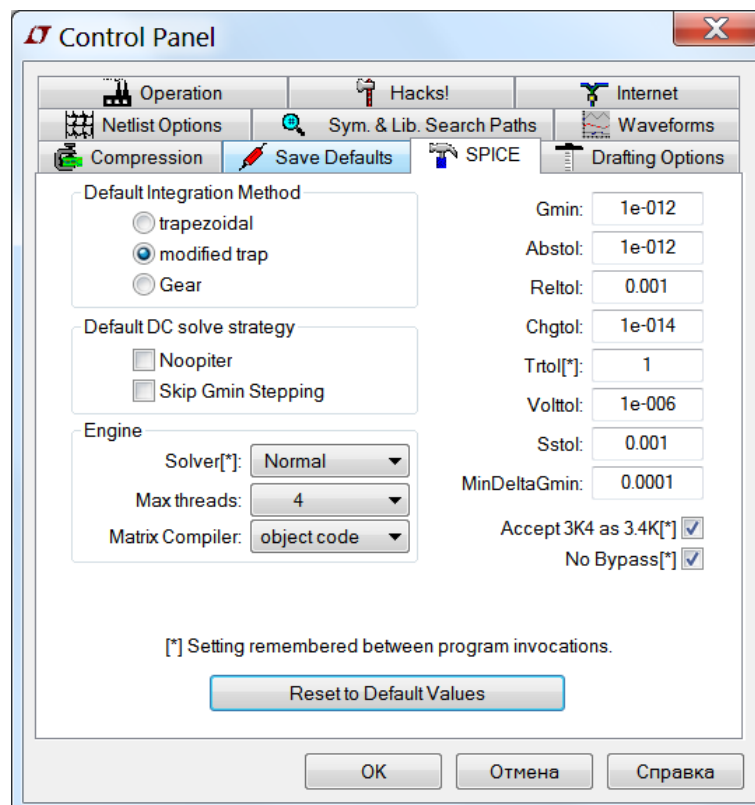 Control Panel
Operation Hacks! Internet
Netlist Options Sym. & Lib. Search Paths Waveforms
Compression Save Defaults SPICE Drafting Options
Default Integration Method
trapezoidal
modified trap
Gear
Default DC solve strategy
Noopiter
Skip Gmin Stepping
Engine
Solver[*]: Normal
Max threads: 4
Matrix Compiler: object code
Gmin: 1e-012
Abstol: 1e-012
Reltol: 0.001
Chgtol: 1e-014
Trtol[*]: 1
Volttol: 1e-006
Sstol: 0.001
MinDeltaGmin: 0.0001
Accept 3K4 as 3.4K[*]
No Bypass[*]
[*] Setting remembered between program invocations.
Reset to Default Values
OK Отмена Справка